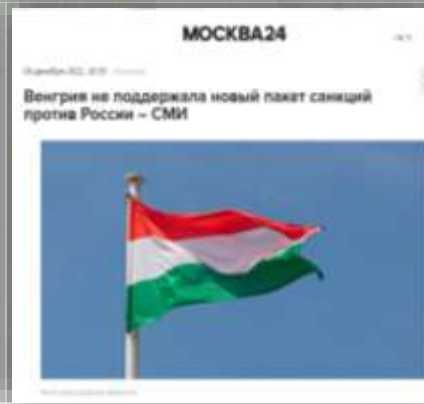 МОСКВА24
Венгрия не поддержала новый пакет санкций
против России – СМИ